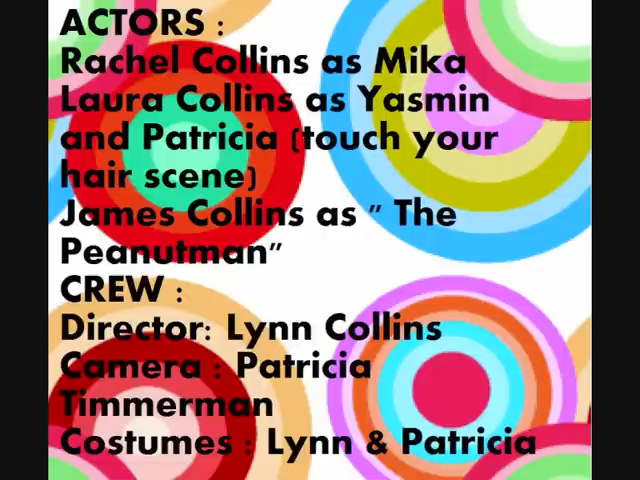 ACTORS :
Rachel Collins as Mika
Laura Collins as Yasmin
and Patricia (touch your
hair scene)
James Collins as " The
Peanutman"
CREW :
Director: Lynn Collins
Camera : Patricia
Timmerman
Costumes : Lynn & Patricia